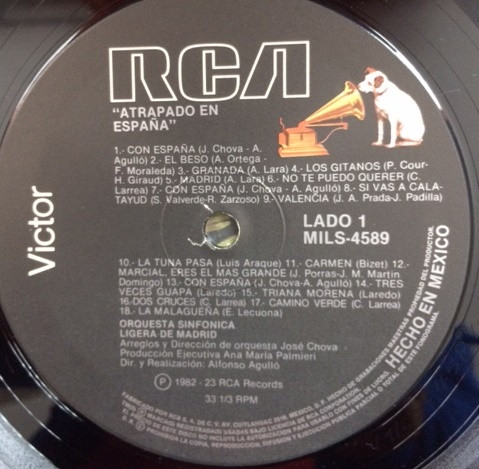 RCA
"ATRAPADO EN
ESPAÑA"
1.- CON ESPAÑA (J. Chova - A.
Agulló) 2.- EL BESO (A. Ortega -
F. Moraleda) 3.- GRANADA (A. Lara) 4.- LOS GITANOS (P. Cour-
H. Giraud) 5.- MADRID (A. Lara) 6.- NO TE PUEDO QUERER (C.
Larrea) 7.- CON ESPAÑA (J. Chova - A. Agulló) 8.- SI VAS A CALA-
TAYUD (S. Valverde-R. Zarzoso) 9.- VALENCIA (J. A. Prada-J. Padilla)
Victor
LADO 1
MILS-4589
10.- LA TUNA PASA (Luis Araque) 11.- CARMEN (Bizet) 12.-
MARCIAL, ERES EL MAS GRANDE (J. Porras-J. M. Martin
Domingo) 13.- CON ESPAÑA (J. Chova-A. Agulló) 14.- TRES
VECES GUAPA (Laredo) 15.- TRIANA MORENA (Laredo)
16-DOS CRUCES (C. Larrea) 17.- CAMINO VERDE (C. Larrea)
18.- LA MALAGUEÑA (E. Lecuona)
ORQUESTA SINFONICA
LIGERA DE MADRID
Arreglos y Dirección de orquesta José Chova
Producción Ejecutiva Ana María Palmieri
Dir. y Realización: Alfonso Agulló
Ⓟ 1982 - 23 RCA Records
33 1/3 RPM
HECHO EN MEXICO